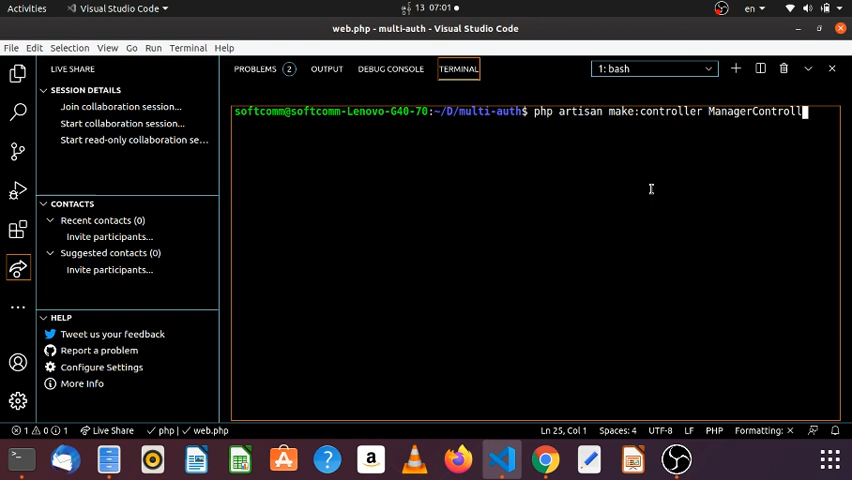 Activities
Visual Studio Code
13 07:01
en
web.php - multi-auth - Visual Studio Code
File Edit Selection View Go Run Terminal Help
LIVE SHARE
SESSION DETAILS
Join collaboration session...
Start collaboration session...
Start read-only collaboration se...
CONTACTS
Recent contacts (0)
Invite participants...
Suggested contacts (0)
Invite participants...
HELP
Tweet us your feedback
Report a problem
Configure Settings
More Info
PROBLEMS 2 OUTPUT DEBUG CONSOLE TERMINAL 1: bash
softcomm@softcomm-Lenovo-G40-70:~/D/multi-auth$ php artisan make:controller ManagerControll
1 0 1 Live Share php web.php Ln 25, Col 1 Spaces: 4 UTF-8 LF PHP Formatting: ×